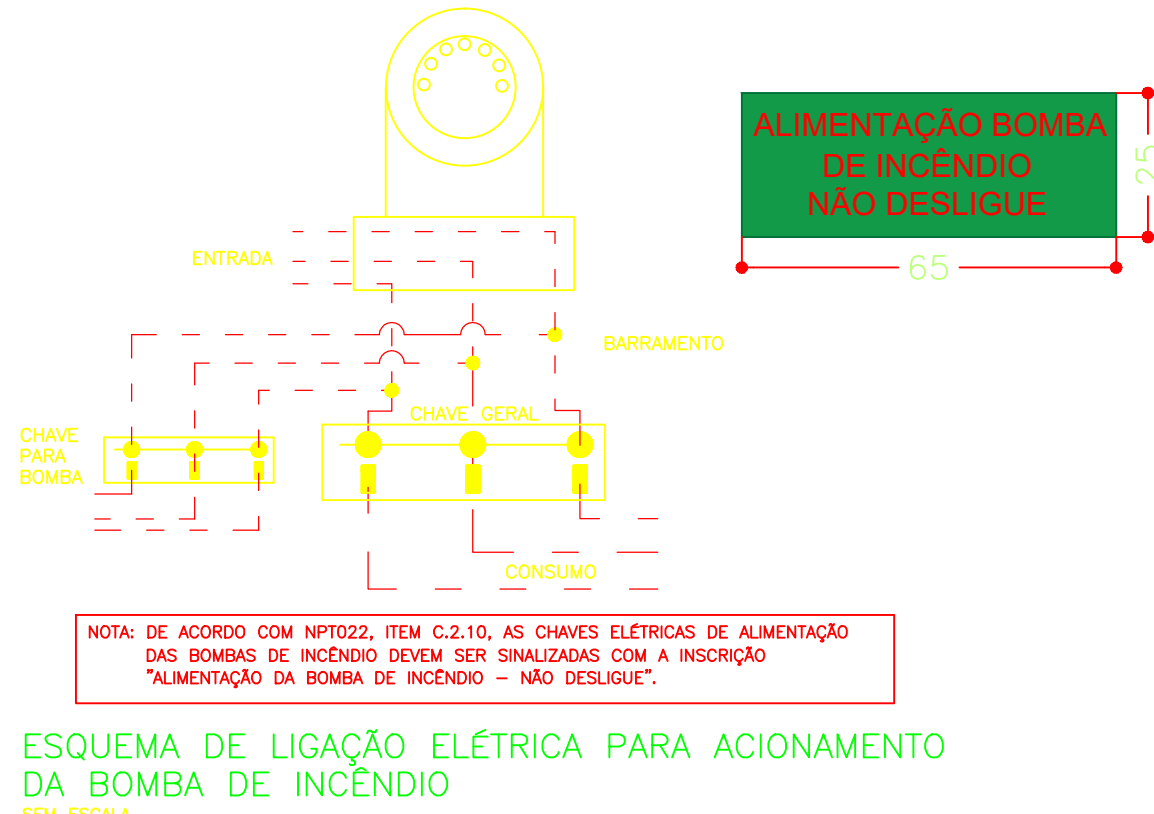 ALIMENTAÇÃO BOMBA
DE INCÊNDIO
NÃO DESLIGUE
25
65
ENTRADA
BARRAMENTO
CHAVE GERAL
CHAVE
PARA
BOMBA
CONSUMO
NOTA: DE ACORDO COM NPT022, ITEM C.2.10, AS CHAVES ELÉTRICAS DE ALIMENTAÇÃO
DAS BOMBAS DE INCÊNDIO DEVEM SER SINALIZADAS COM A INSCRIÇÃO
"ALIMENTAÇÃO DA BOMBA DE INCÊNDIO – NÃO DESLIGUE".
ESQUEMA DE LIGAÇÃO ELÉTRICA PARA ACIONAMENTO
DA BOMBA DE INCÊNDIO
SEM ESCALA